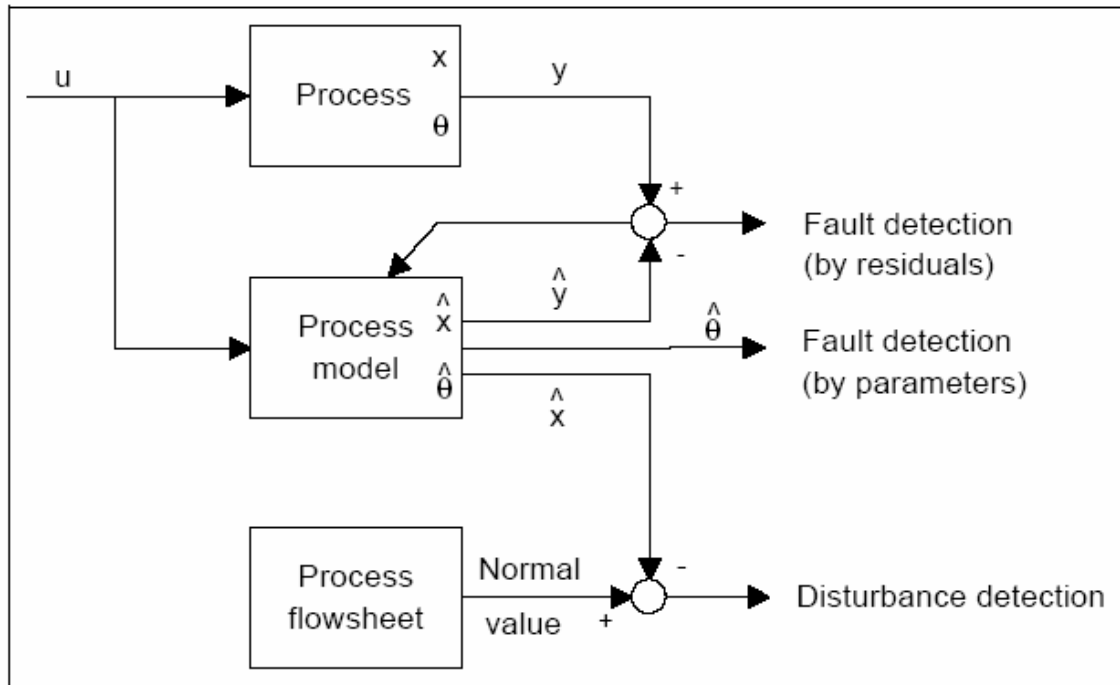 u
Process
x
θ
y
+
-
Fault detection
(by residuals)
Process
model
x̂
θ̂
ŷ
θ̂
x̂
Fault detection
(by parameters)
Process
flowsheet
Normal
value
+
-
Disturbance detection